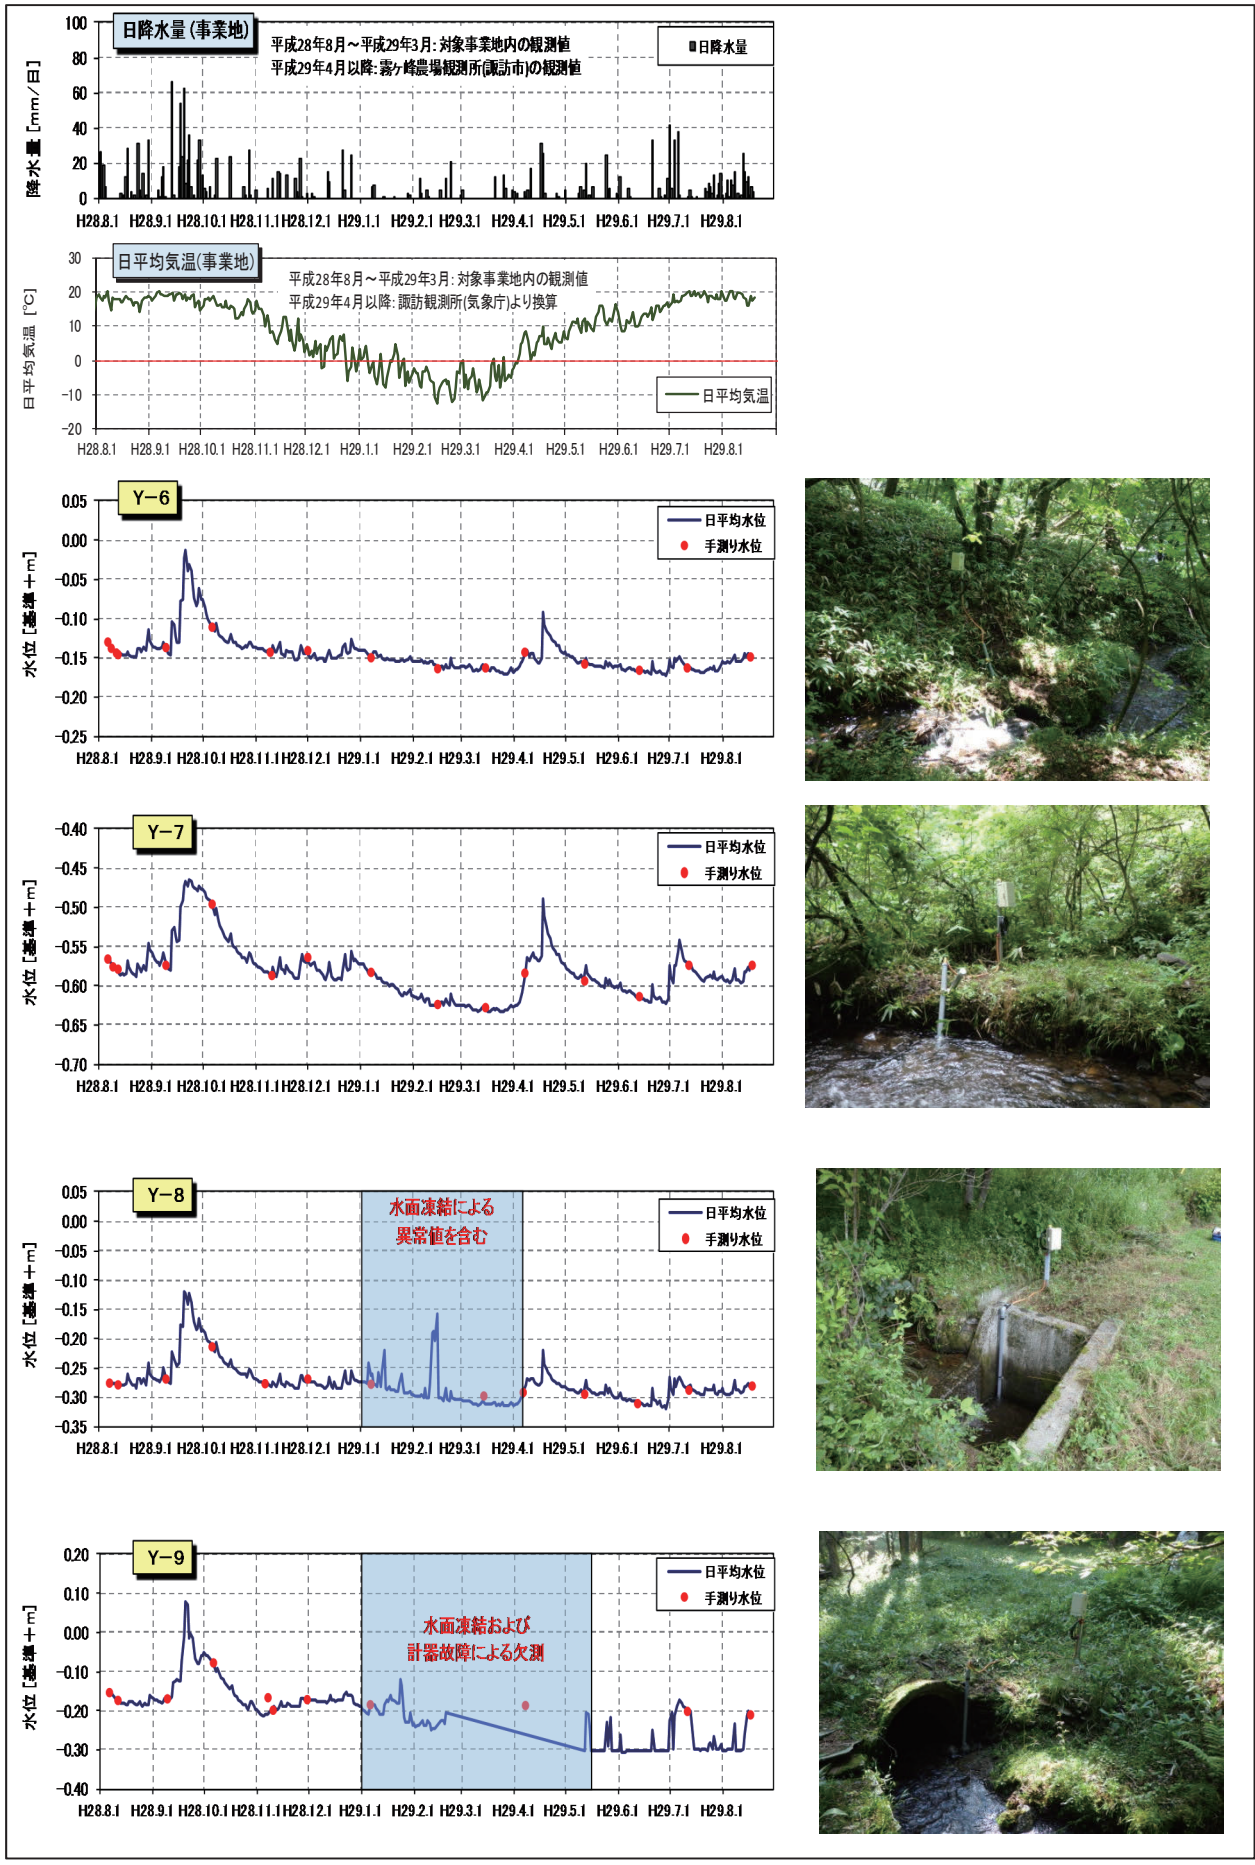 日降水量(事業地)
平成28年8月～平成29年3月：対象事業地内の観測値
平成29年4月以降：霧ヶ峰農場観測所(諏訪市)の観測値
日降水量
降水量 [mm/日]
100
80
60
40
20
0
H28.8.1 H28.9.1 H28.10.1 H28.11.1 H28.12.1 H29.1.1 H29.2.1 H29.3.1 H29.4.1 H29.5.1 H29.6.1 H29.7.1 H29.8.1
日平均気温(事業地)
平成28年8月～平成29年3月：対象事業地内の観測値
平成29年4月以降：諏訪観測所(気象庁)より換算
日平均気温
日平均気温 [℃]
30
20
10
0
-10
-20
H28.8.1 H28.9.1 H28.10.1 H28.11.1 H28.12.1 H29.1.1 H29.2.1 H29.3.1 H29.4.1 H29.5.1 H29.6.1 H29.7.1 H29.8.1
Y-6
日平均水位
手測り水位
水位 [基準＋m]
0.05
0.00
-0.05
-0.10
-0.15
-0.20
-0.25
H28.8.1 H28.9.1 H28.10.1 H28.11.1 H28.12.1 H29.1.1 H29.2.1 H29.3.1 H29.4.1 H29.5.1 H29.6.1 H29.7.1 H29.8.1
Y-7
日平均水位
手測り水位
水位 [基準＋m]
-0.40
-0.45
-0.50
-0.55
-0.60
-0.65
-0.70
H28.8.1 H28.9.1 H28.10.1 H28.11.1 H28.12.1 H29.1.1 H29.2.1 H29.3.1 H29.4.1 H29.5.1 H29.6.1 H29.7.1 H29.8.1
Y-8
水面凍結による
異常値を含む
日平均水位
手測り水位
水位 [基準＋m]
0.05
0.00
-0.05
-0.10
-0.15
-0.20
-0.25
-0.30
-0.35
H28.8.1 H28.9.1 H28.10.1 H28.11.1 H28.12.1 H29.1.1 H29.2.1 H29.3.1 H29.4.1 H29.5.1 H29.6.1 H29.7.1 H29.8.1
Y-9
水面凍結および
計器故障による欠測
日平均水位
手測り水位
水位 [基準＋m]
0.20
0.10
0.00
-0.10
-0.20
-0.30
-0.40
H28.8.1 H28.9.1 H28.10.1 H28.11.1 H28.12.1 H29.1.1 H29.2.1 H29.3.1 H29.4.1 H29.5.1 H29.6.1 H29.7.1 H29.8.1